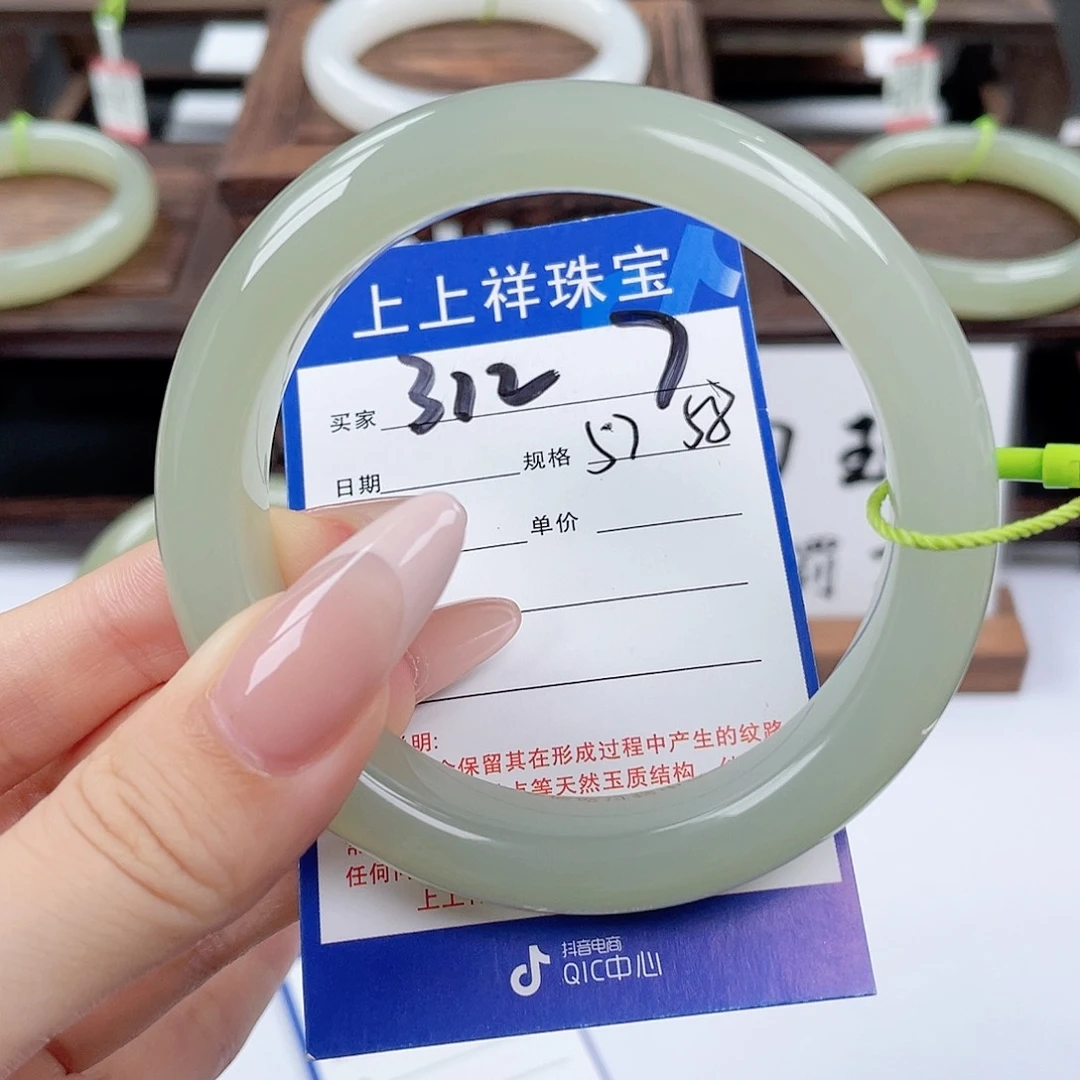 上上祥珠宝
买家 312 7
日期 规格 57 58
单价
明:
保留其在形成过程中产生的纹路
点等天然玉质结构
任何
上上
抖音电商
QIC中心